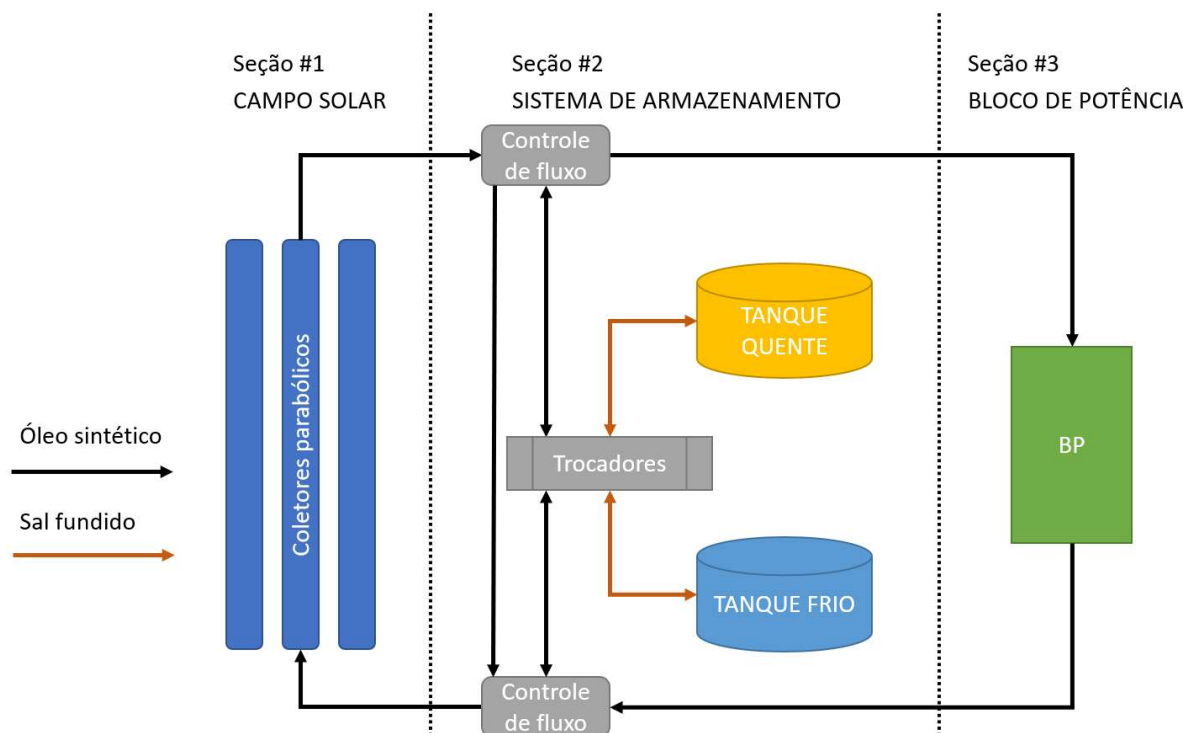 Seção #1
CAMPO SOLAR
Seção #2
SISTEMA DE ARMAZENAMENTO
Seção #3
BLOCO DE POTÊNCIA
Controle
de fluxo
TANQUE
QUENTE
Coletores parabólicos
Óleo sintético
Trocadores
BP
Sal fundido
TANQUE FRIO
Controle
de fluxo